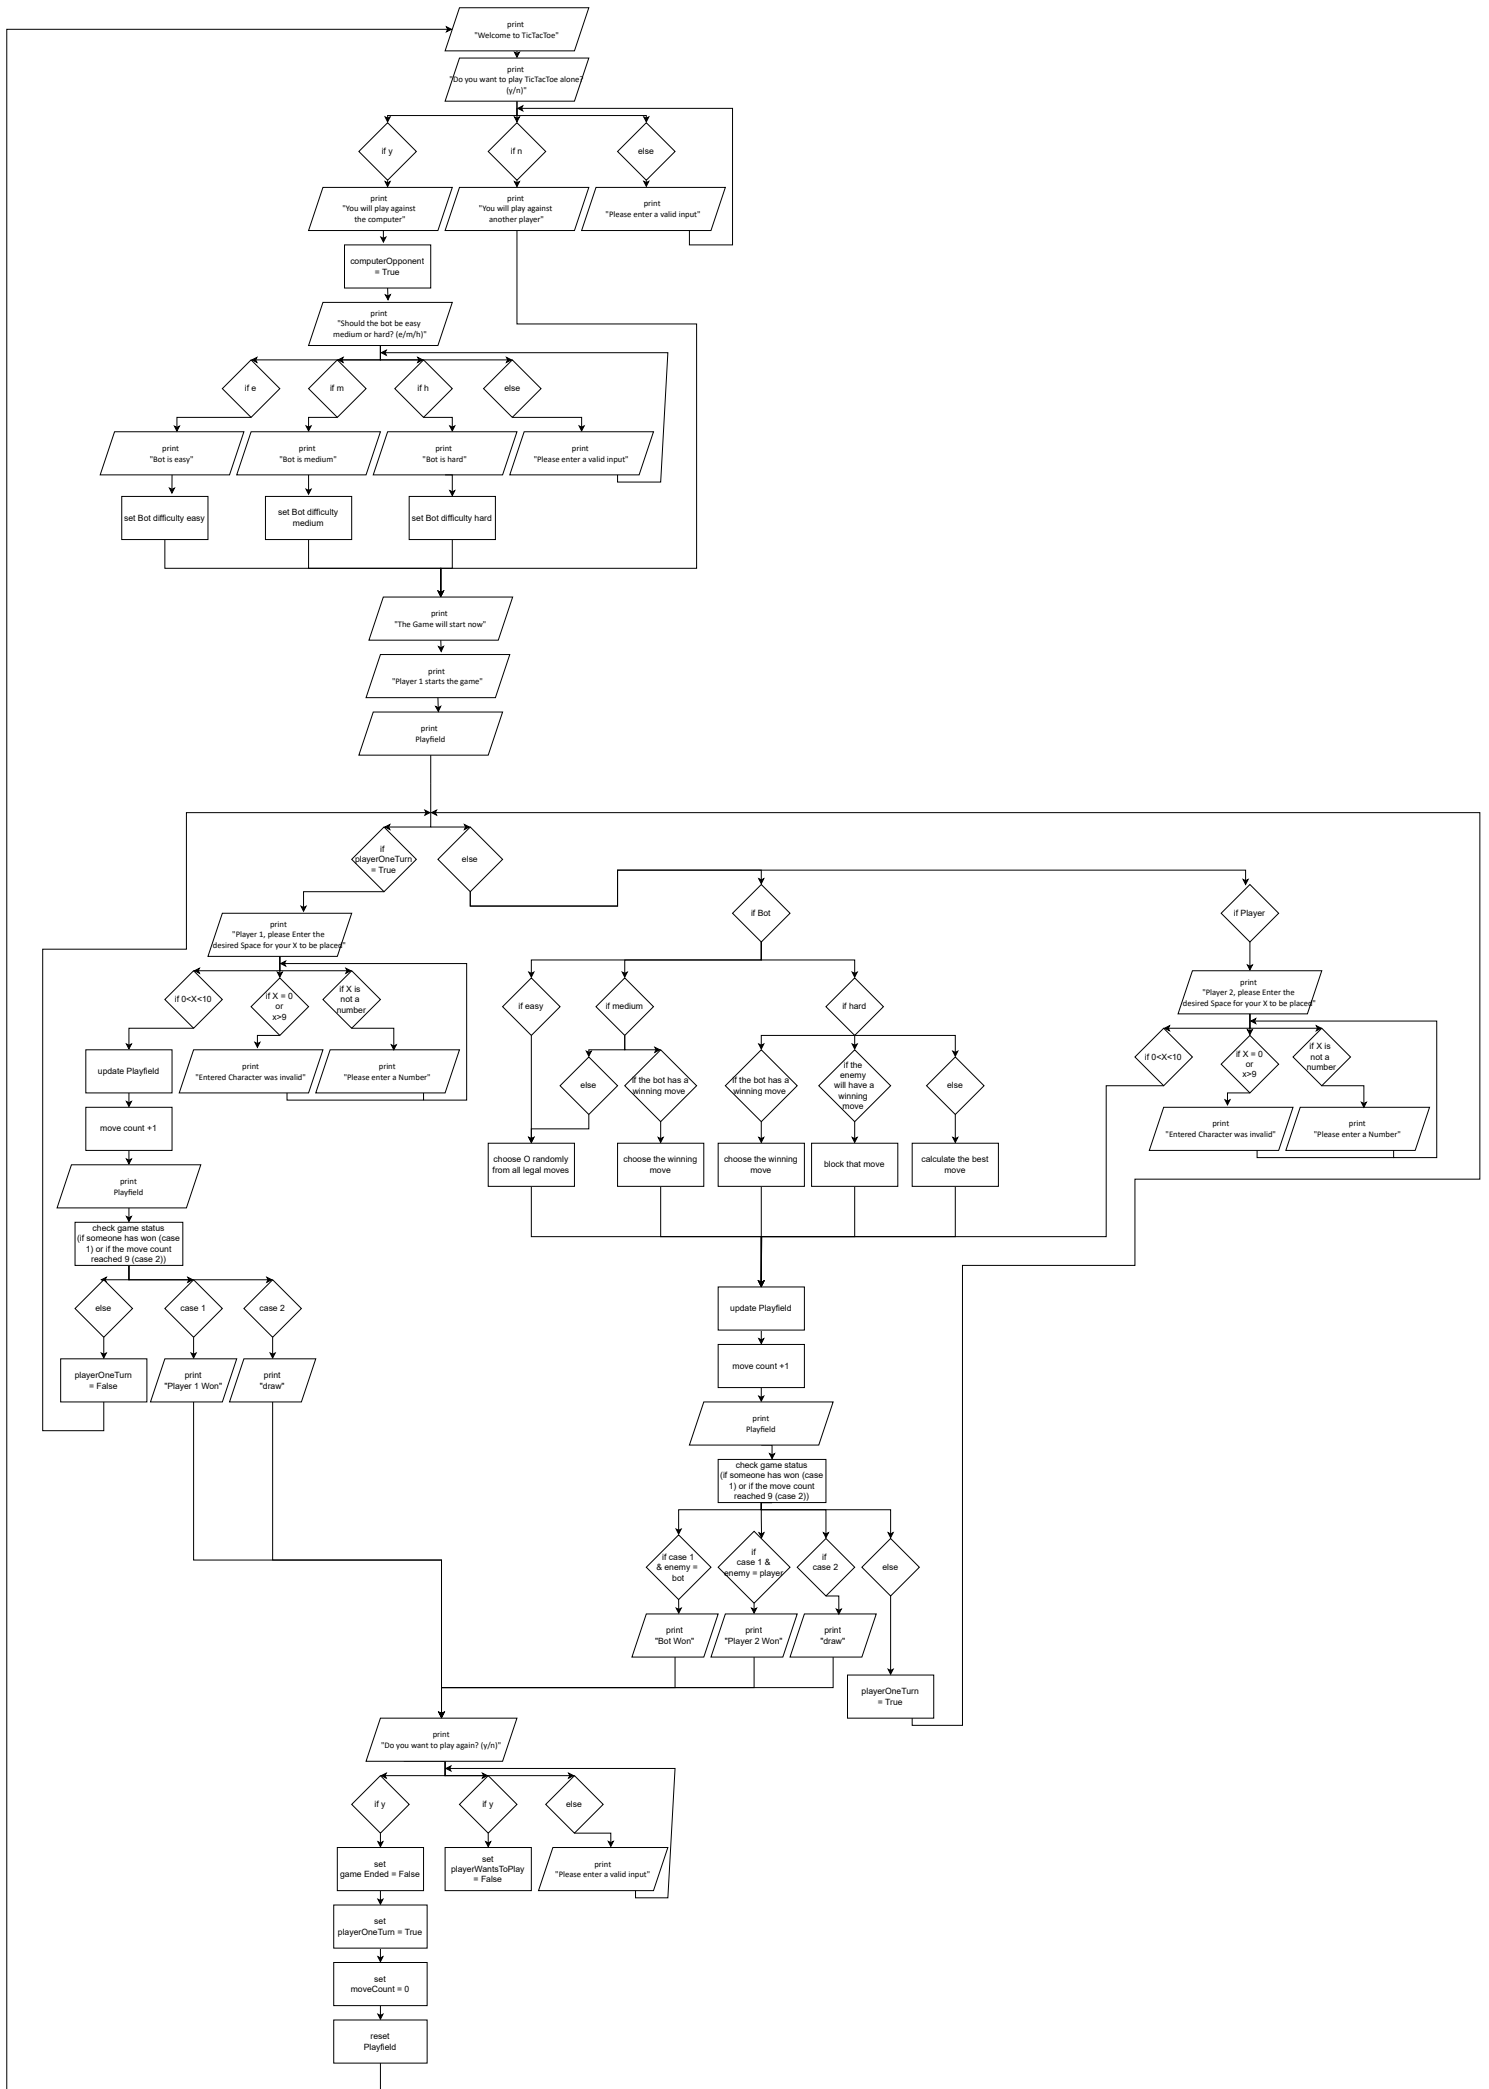 print
"Welcome to TicTacToe"
print
"Do you want to play TicTacToe alone?
(y/n)"
if y
if n
else
print
"You will play against
the computer"
print
"You will play against
another player"
print
"Please enter a valid input"
computerOpponent
= True
print
"Should the bot be easy
medium or hard? (e/m/h)"
if e
if m
if h
else
print
"Bot is easy"
print
"Bot is medium"
print
"Bot is hard"
print
"Please enter a valid input"
set Bot difficulty easy
set Bot difficulty
medium
set Bot difficulty hard
print
"The Game will start now"
print
"Player 1 starts the game"
print
Playfield
if
playerOneTurn
= True
else
print
"Player 1, please Enter the
desired Space for your X to be placed"
if 0<X<10
if X = 0
or
x>9
if X is
not a
number
update Playfield
print
"Entered Character was invalid"
print
"Please enter a Number"
move count +1
print
Playfield
check game status
(if someone has won (case
1) or if the move count
reached 9 (case 2))
else
case 1
case 2
playerOneTurn
= False
print
"Player 1 Won"
print
"draw"
if Bot
if Player
if easy
if medium
if hard
else
if the bot has a
winning move
if the bot has a
winning move
if the
enemy
will have a
winning
move
else
choose O randomly
from all legal moves
choose the winning
move
choose the winning
move
block that move
calculate the best
move
print
"Player 2, please Enter the
desired Space for your X to be placed"
if 0<X<10
if X = 0
or
x>9
if X is
not a
number
print
"Entered Character was invalid"
print
"Please enter a Number"
update Playfield
move count +1
print
Playfield
check game status
(if someone has won (case
1) or if the move count
reached 9 (case 2))
if case 1
& enemy =
bot
if
case 1 &
enemy = player
if
case 2
else
print
"Bot Won"
print
"Player 2 Won"
print
"draw"
playerOneTurn
= True
print
"Do you want to play again? (y/n)"
if y
if y
else
set
game Ended = False
set
playerWantsToPlay
= False
print
"Please enter a valid input"
set
playerOneTurn = True
set
moveCount = 0
reset
Playfield